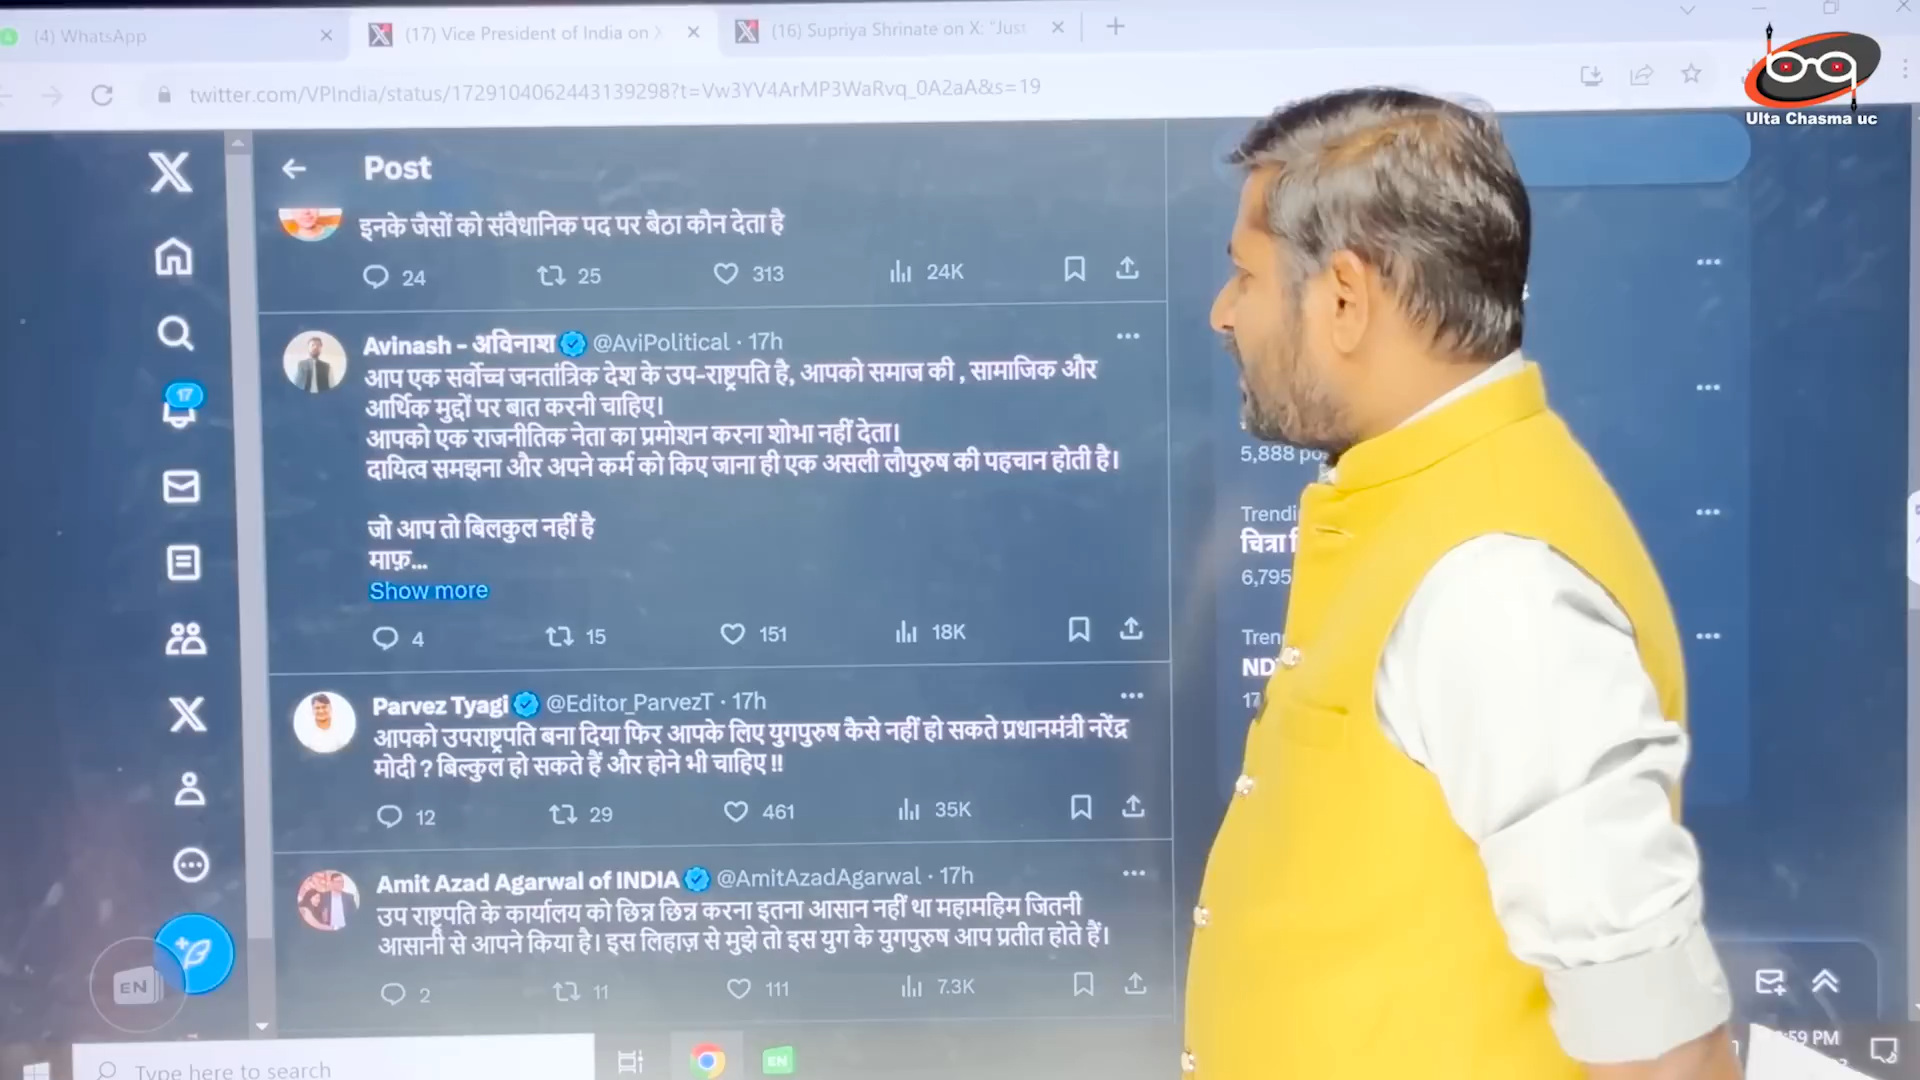 (4) WhatsApp
(17) Vice President of India on X
(16) Supriya Shrinate on X: "Just
twitter.com/VPIndia/status/1729104062443139298?t=Vw3YV4ArMP3WaRvq_0A2aA&s=19
bq
Ulta Chasma uc
Post
इनके जैसों को संवैधानिक पद पर बैठा कौन देता है
24 25 313 24K
Avinash - अविनाश @AviPolitical · 17h
आप एक सर्वोच्च जनतांत्रिक देश के उप-राष्ट्रपति है, आपको समाज की , सामाजिक और
आर्थिक मुद्दों पर बात करनी चाहिए।
आपको एक राजनीतिक नेता का प्रमोशन करना शोभा नहीं देता।
दायित्व समझना और अपने कर्म को किए जाना ही एक असली लौपुरुष की पहचान होती है।
जो आप तो बिलकुल नहीं है
माफ़...
Show more
4 15 151 18K
Parvez Tyagi @Editor_ParvezT · 17h
आपको उपराष्ट्रपति बना दिया फिर आपके लिए युगपुरुष कैसे नहीं हो सकते प्रधानमंत्री नरेंद्र
मोदी ? बिल्कुल हो सकते हैं और होने भी चाहिए !!
12 29 461 35K
Amit Azad Agarwal of INDIA @AmitAzadAgarwal · 17h
उप राष्ट्रपति के कार्यालय को छिन्न छिन्न करना इतना आसान नहीं था महामहिम जितनी
आसानी से आपने किया है। इस लिहाज़ से मुझे तो इस युग के युगपुरुष आप प्रतीत होते हैं।
2 11 111 7.3K
17
5,888
चित्रा
6,795
EN
Type here to search
EN
59 PM